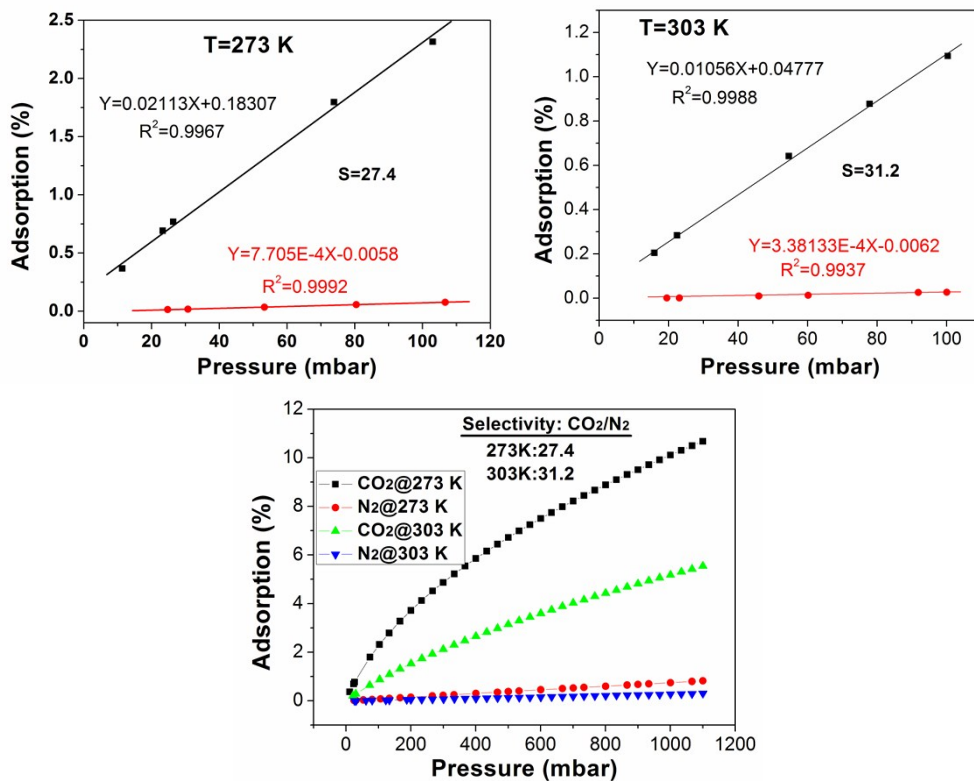 T=273 K
Y=0.02113X+0.18307
R²=0.9967
S=27.4
Y=7.705E-4X-0.0058
R²=0.9992
2.5
2.0
1.5
1.0
0.5
0.0
Adsorption (%)
0 20 40 60 80 100 120
Pressure (mbar)
T=303 K
Y=0.01056X+0.04777
R²=0.9988
S=31.2
Y=3.38133E-4X-0.0062
R²=0.9937
1.2
1.0
0.8
0.6
0.4
0.2
0.0
Adsorption (%)
0 20 40 60 80 100
Pressure (mbar)
Selectivity: CO₂/N₂
273K:27.4
303K:31.2
CO₂@273 K
N₂@273 K
CO₂@303 K
N₂@303 K
12
10
8
6
4
2
0
Adsorption (%)
0 200 400 600 800 1000 1200
Pressure (mbar)